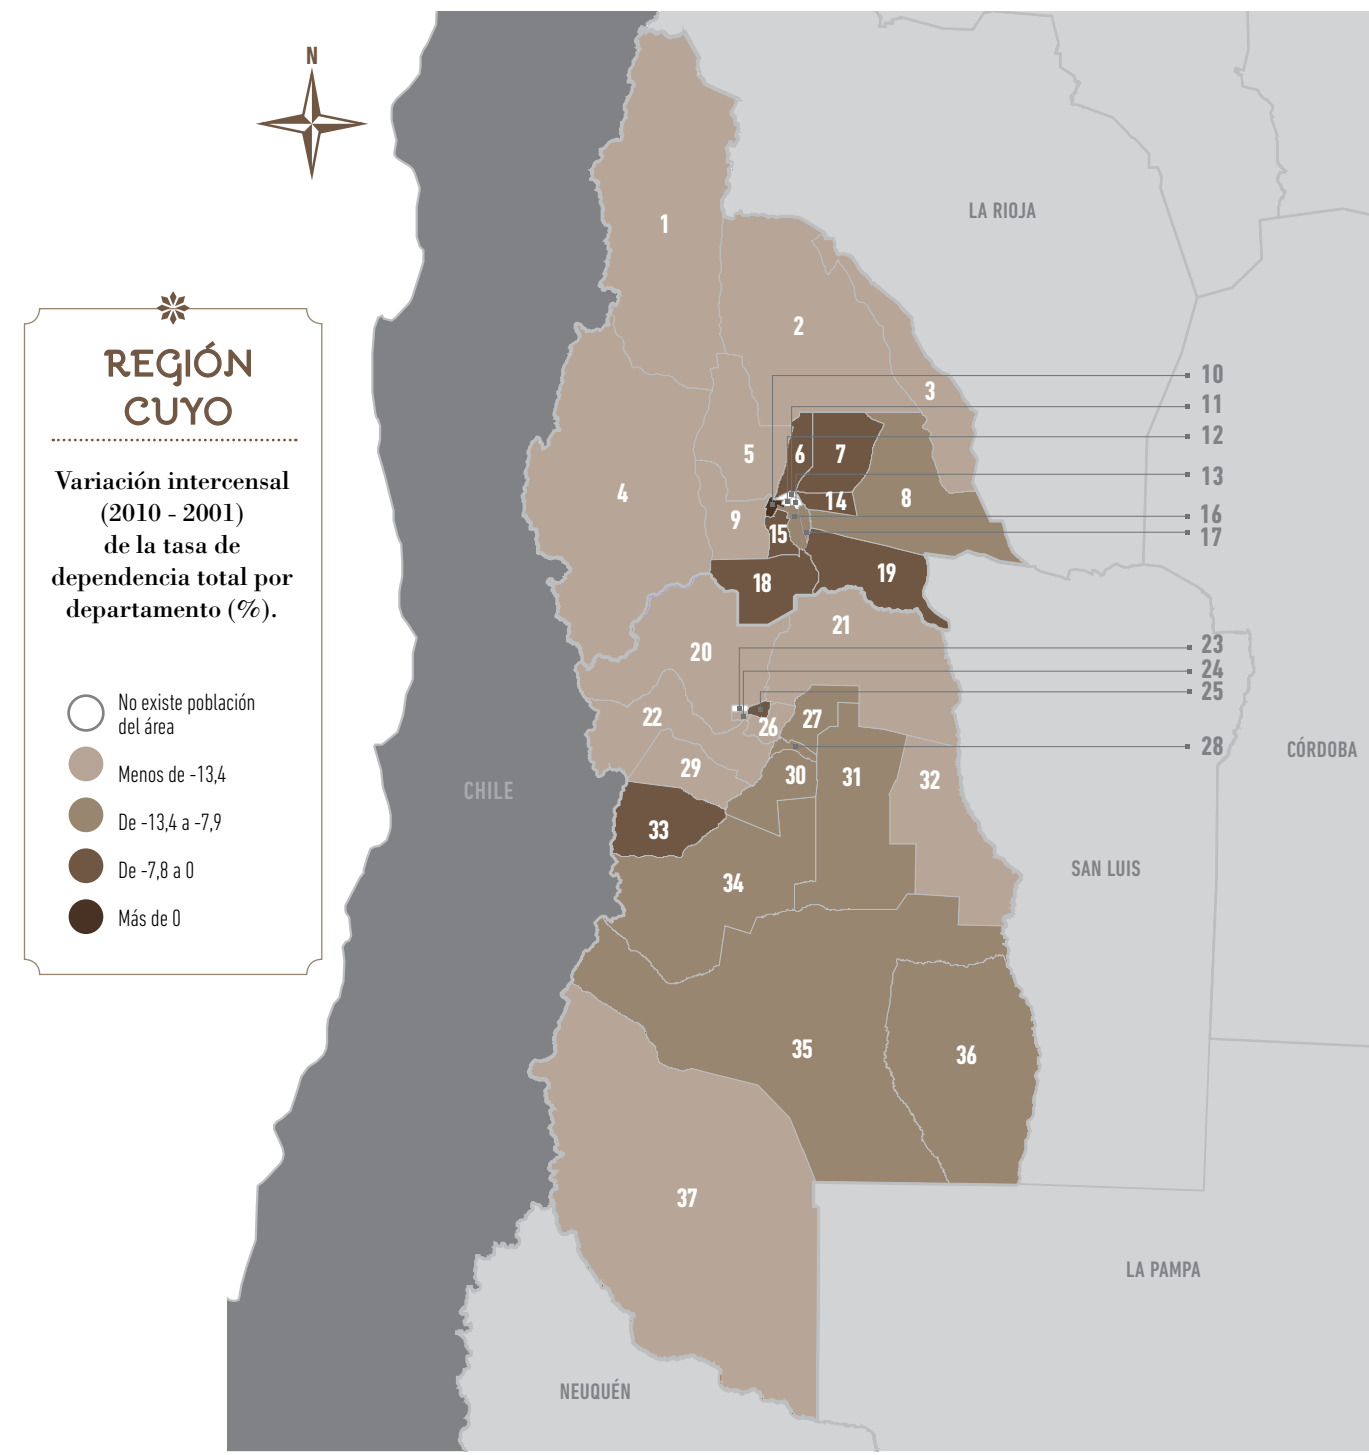 N
REGIÓN
CUYO
Variación intercensal
(2010 - 2001)
de la tasa de
dependencia total por
departamento (%).
No existe población
del área
Menos de -13,4
De -13,4 a -7,9
De -7,8 a 0
Más de 0
LA RIOJA
CÓRDOBA
SAN LUIS
LA PAMPA
NEUQUÉN
CHILE
1
2
3
4
5
6
7
8
9
10
11
12
13
14
15
16
17
18
19
20
21
22
23
24
25
26
27
28
29
30
31
32
33
34
35
36
37